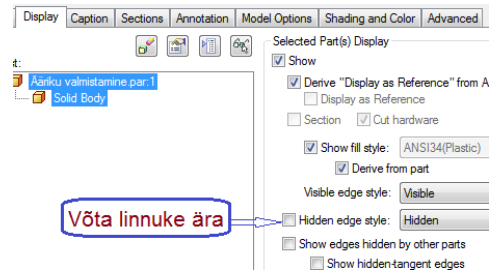 Display Caption Sections Annotation Model Options Shading and Color Advanced
Selected Part(s) Display
t:
Show
Ääriku valmistamine par:1
Derive "Display as Reference" from A
Solid Body
Display as Reference
Section Cut hardware
Show fill style: ANSI34(Plastic)
Derive from part
Visible edge style: Visible
Võta linnuke ära
Hidden edge style: Hidden
Show edges hidden by other parts
Show hidden-tangent edges